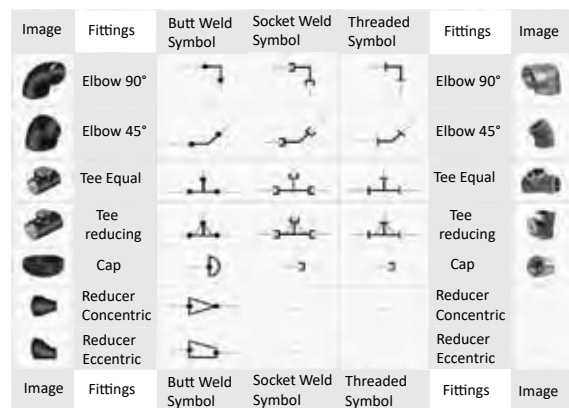 Image Fittings Butt Weld Socket Weld Threaded Fittings Image
Symbol Symbol Symbol
Elbow 90° Elbow 90°
Elbow 45° Elbow 45°
Tee Equal Tee Equal
Tee Tee
reducing reducing
Cap Cap
Reducer Reducer
Concentric Concentric
Reducer Reducer
Eccentric Eccentric
Image Fittings Butt Weld Socket Weld Threaded Fittings Image
Symbol Symbol Symbol